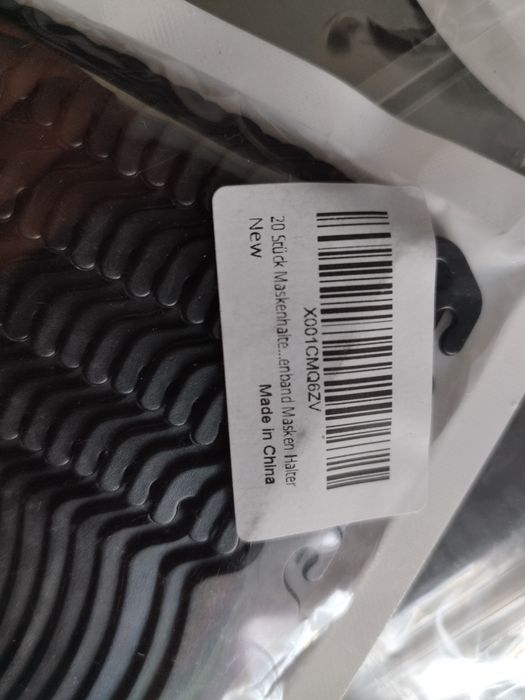 X001CMQ6ZV
20 Stück Maskenhalte...enband Masken Halter
New
Made in China